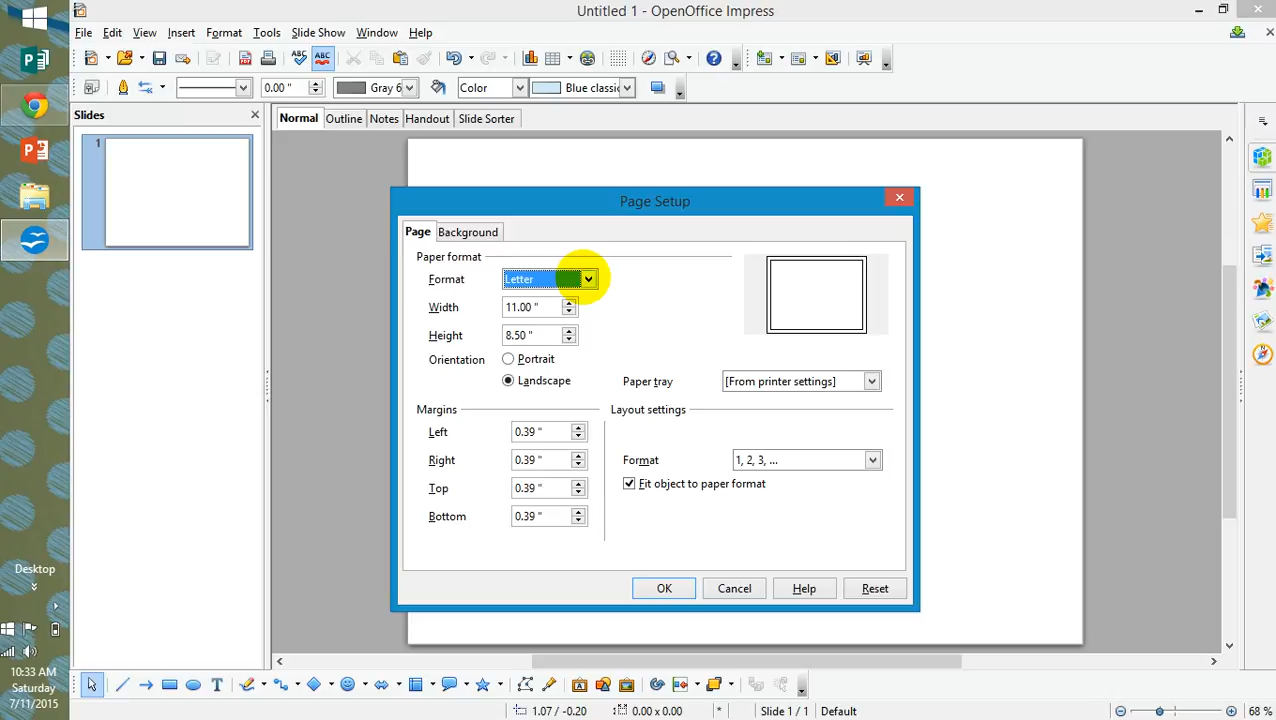 Untitled 1 - OpenOffice Impress
File Edit View Insert Format Tools Slide Show Window Help
0.00 " Gray 6 Color Blue classic
Slides
Normal Outline Notes Handout Slide Sorter
1
Page Setup
Page Background
Paper format
Format Letter
Width 11.00 "
Height 8.50 "
Orientation Portrait
Landscape
Paper tray [From printer settings]
Margins Layout settings
Left 0.39 "
Right 0.39 "
Format 1, 2, 3, ...
Top 0.39 "
Fit object to paper format
Bottom 0.39 "
OK Cancel Help Reset
Desktop
10:33 AM
Saturday
7/11/2015
1.07 / -0.20 0.00 x 0.00 * Slide 1 / 1 Default 68 %